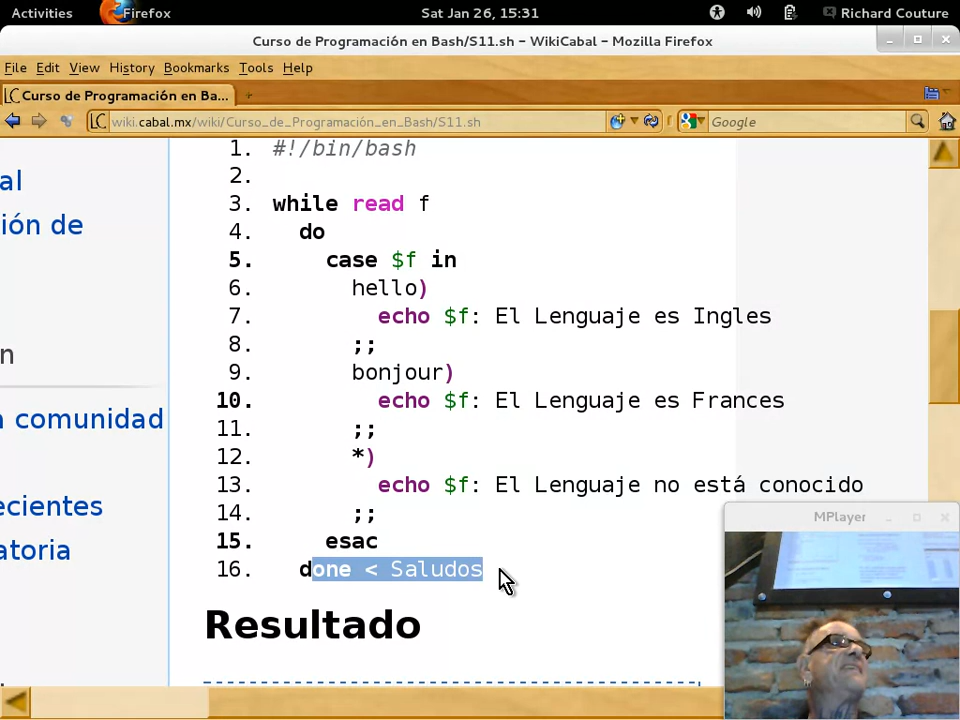 Activities Firefox Sat Jan 26, 15:31 Richard Couture
Curso de Programación en Bash/S11.sh – WikiCabal – Mozilla Firefox
File Edit View History Bookmarks Tools Help
Curso de Programación en Ba...
wiki.cabal.mx/wiki/Curso_de_Programación_en_Bash/S11.sh Google
al
ión de
n
a comunidad
ecientes
atoria
1. #!/bin/bash
2.
3. while read f
4. do
5. case $f in
6. hello)
7. echo $f: El Lenguaje es Ingles
8. ;;
9. bonjour)
10. echo $f: El Lenguaje es Frances
11. ;;
12. *)
13. echo $f: El Lenguaje no está conocido
14. ;;
15. esac
16. done < Saludos
Resultado
MPlayer